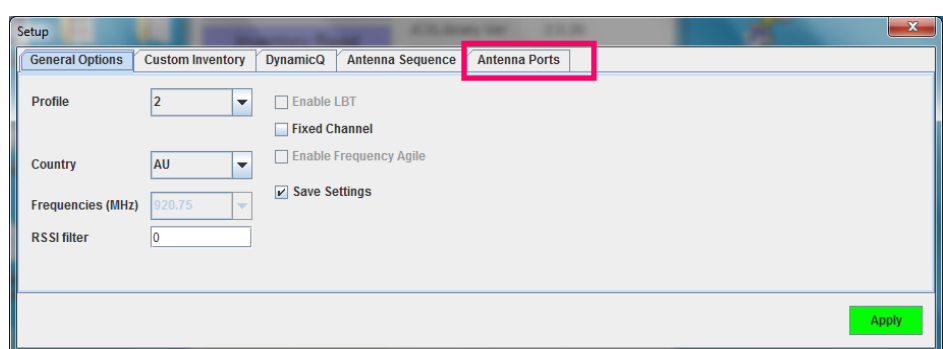 Setup
General Options Custom Inventory DynamicQ Antenna Sequence Antenna Ports
Profile 2 Enable LBT
Fixed Channel
Country AU Enable Frequency Agile
Save Settings
Frequencies (MHz) 920.75
RSSI filter 0
Apply